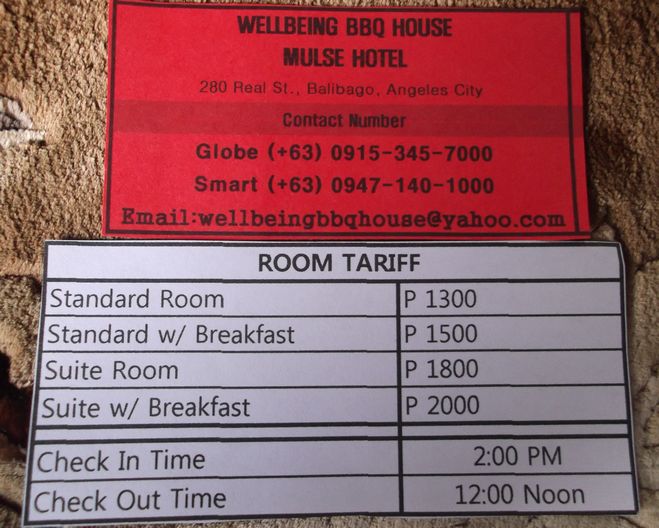 WELLBEING BBQ HOUSE
MULSE HOTEL
280 Real St., Balibago, Angeles City
Contact Number
Globe (+63) 0915-345-7000
Smart (+63) 0947-140-1000
Email:wellbeingbbqhouse@yahoo.com
ROOM TARIFF
Standard Room P 1300
Standard w/ Breakfast P 1500
Suite Room P 1800
Suite w/ Breakfast P 2000
Check In Time 2:00 PM
Check Out Time 12:00 Noon